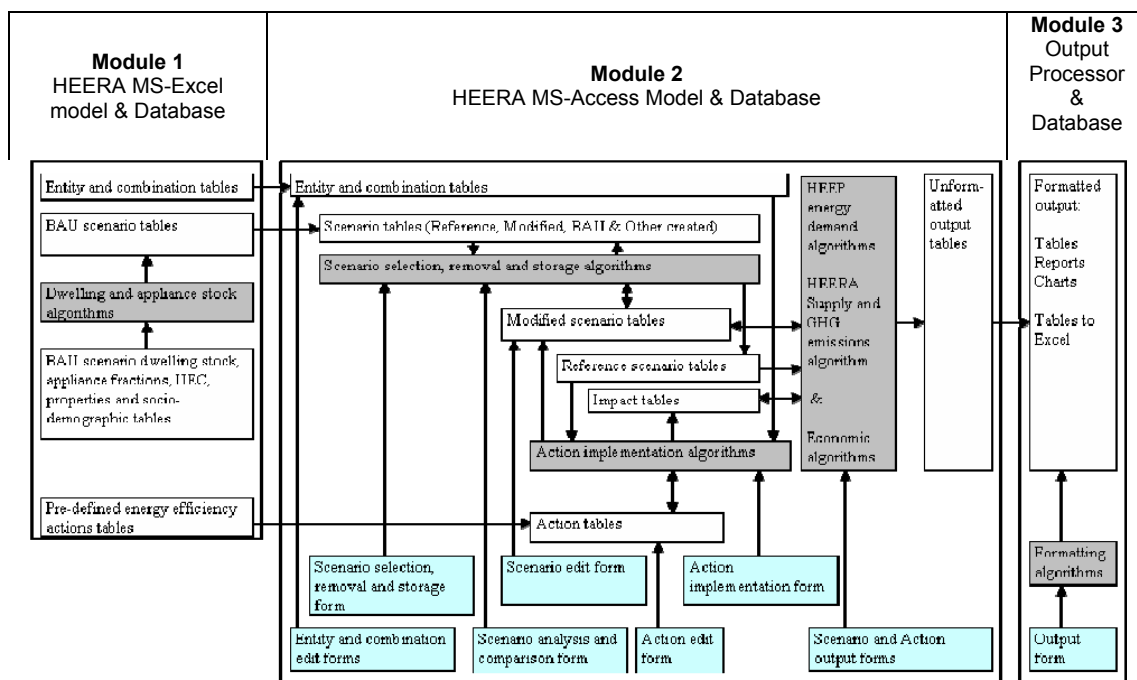 Module 1
HEERA MS-Excel
model & Database
Module 2
HEERA MS-Access Model & Database
Module 3
Output
Processor
&
Database
Entity and combination tables
BAU scenario tables
Dwelling and appliance stock
algorithms
BAU scenario dwelling stock,
appliance fractions, UEC,
properties and socio-
demographic tables
Pre-defined energy efficiency
actions tables
Entity and combination tables
Scenario tables (Reference, Modified, BAU & Other created)
Scenario selection, removal and storage algorithms
Modified scenario tables
Reference scenario tables
Impact tables
Action implementation algorithms
Action tables
Scenario selection,
removal and storage
form
Scenario edit form
Action
implementation form
Entity and combination
edit forms
Scenario analysis and
comparison form
Action edit
form
Scenario and Action
output forms
HEEP
energy
demand
algorithms
HEERA
Supply and
GHG
emissions
algorithm
&
Economic
algorithms
Unform-
atted
output
tables
Formatted
output:
Tables
Reports
Charts
Tables to
Excel
Formatting
algorithms
Output
form